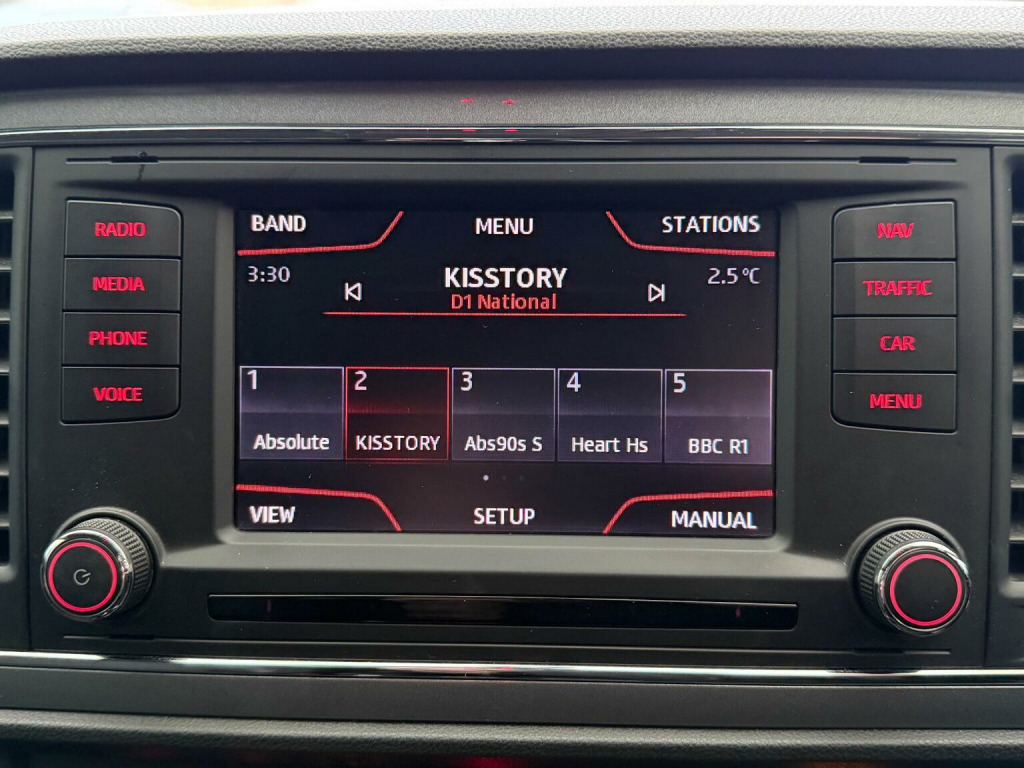 RADIO
MEDIA
PHONE
VOICE
BAND MENU STATIONS
3:30 KISSTORY 2.5°C
D1 National
1 2 3 4 5
Absolute KISSTORY Abs90s S Heart Hs BBC R1
VIEW SETUP MANUAL
NAV
TRAFFIC
CAR
MENU